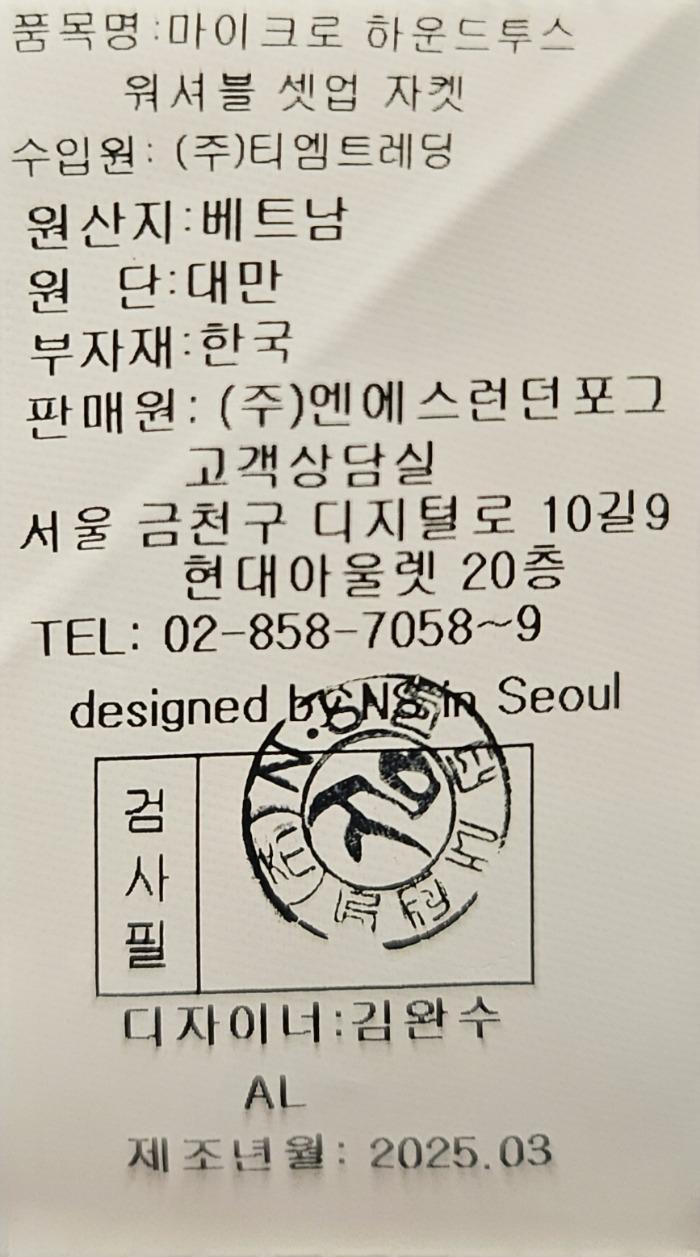 품목명:마이크로 하운드투스
워셔블 셋업 자켓
수입원: (주)티엠트레딩
원산지:베트남
원 단:대만
부자재:한국
판매원: (주)엔에스런던포그
고객상담실
서울 금천구 디지털로 10길9
현대아울렛 20층
TEL: 02-858-7058~9
designed by NS in Seoul
검
사
필
디자이너:김완수
AL
제조년월: 2025.03